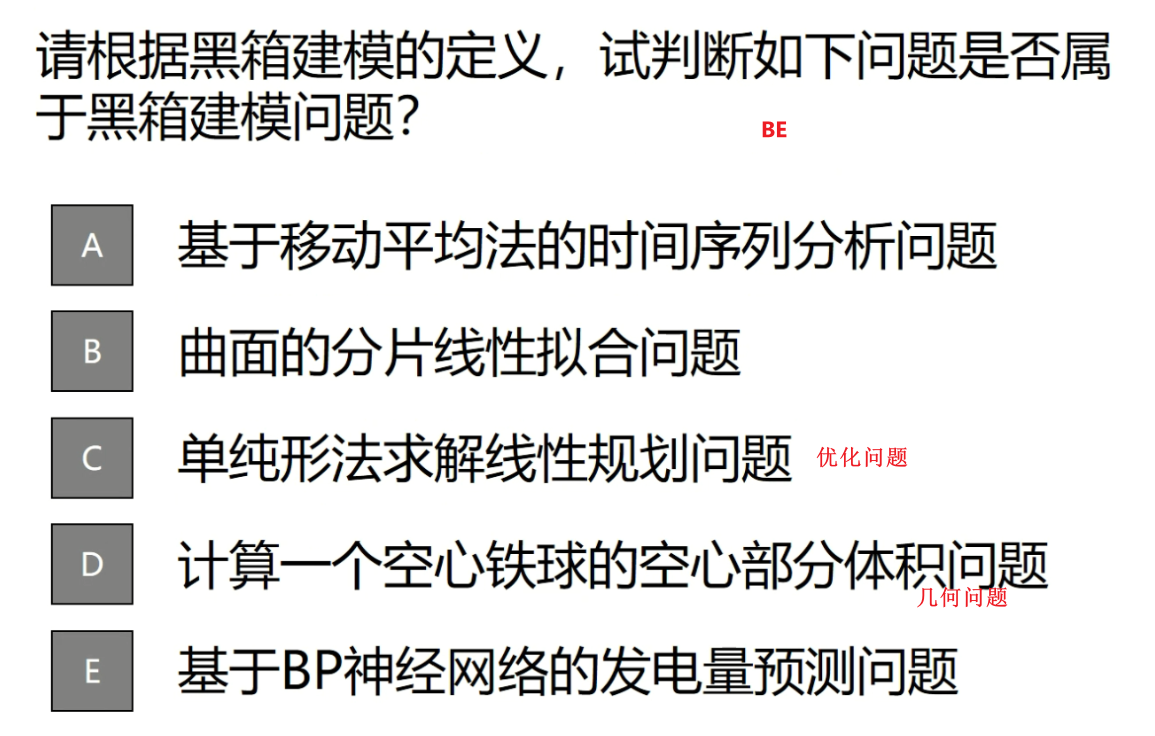 请根据黑箱建模的定义，试判断如下问题是否属
于黑箱建模问题？
BE
A 基于移动平均法的时间序列分析问题
B 曲面的分片线性拟合问题
C 单纯形法求解线性规划问题 优化问题
D 计算一个空心铁球的空心部分体积问题
几何问题
E 基于BP神经网络的发电量预测问题